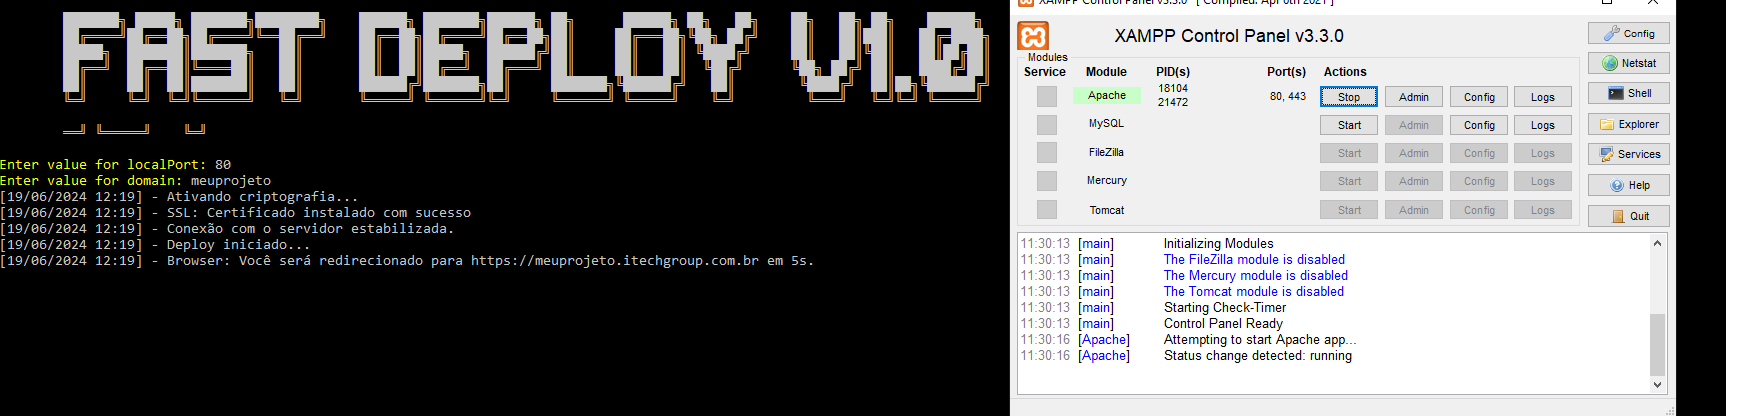 FAST DEPLOY V1.0
Enter value for localPort: 80
Enter value for domain: meuprojeto
[19/06/2024 12:19] - Ativando criptografia...
[19/06/2024 12:19] - SSL: Certificado instalado com sucesso
[19/06/2024 12:19] - Conexão com o servidor estabilizada.
[19/06/2024 12:19] - Deploy iniciado...
[19/06/2024 12:19] - Browser: Você será redirecionado para https://meuprojeto.itechgroup.com.br em 5s.
XAMPP Control Panel v3.3.0 [ Compiled: Apr 6th 2021 ]
XAMPP Control Panel v3.3.0
Modules
Service Module PID(s) Port(s) Actions
Apache 18104 21472 80, 443 Stop Admin Config Logs
MySQL Start Admin Config Logs
FileZilla Start Admin Config Logs
Mercury Start Admin Config Logs
Tomcat Start Admin Config Logs
Config
Netstat
Shell
Explorer
Services
Help
Quit
11:30:13 [main] Initializing Modules
11:30:13 [main] The FileZilla module is disabled
11:30:13 [main] The Mercury module is disabled
11:30:13 [main] The Tomcat module is disabled
11:30:13 [main] Starting Check-Timer
11:30:13 [main] Control Panel Ready
11:30:16 [Apache] Attempting to start Apache app...
11:30:16 [Apache] Status change detected: running